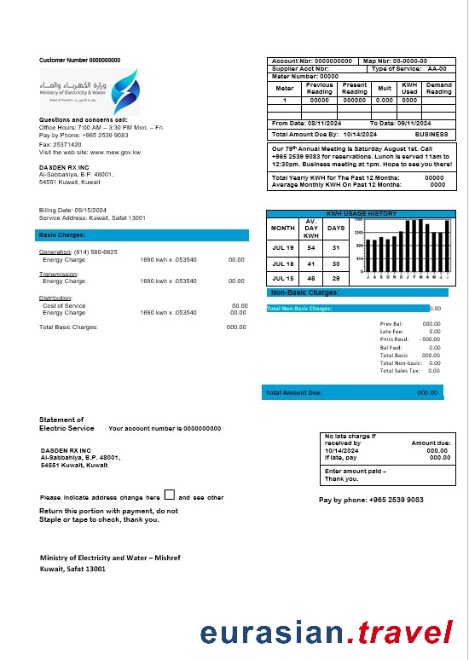 Customer Number 0000000000
وزارة الكهرباء والماء
Ministry of Electricity & Water
State of Kuwait
Questions and concerns call:
Office Hours: 7:00 AM – 3:30 PM Mon. – Fri.
Pay by Phone: +965 2539 9083
Fax: 25371420
Visit the web site: www.mew.gov.kw
DASDEN RX INC
Al-Sabbahiya, B.P. 48001,
54551 Kuwait, Kuwait
Account Nbr: 0000000000 Map Nbr: 00-0000-00
Supplier Acct Nbr: Type of Service: AA-00
Meter Number: 00000
Meter Previous Reading Present Reading Mult KWH Used Demand Reading
1 00000 000000 0.000 0000
From Date: 08/11/2024 To Date: 09/11/2024
Total Amount Due By: 10/14/2024 BUSINESS
Our 76th Annual Meeting is Saturday August 1st. Call
+965 2539 9083 for reservations. Lunch is served 11am to
12:30pm. Business meeting at 1pm. Hope to see you there!
Total Yearly KWH for The Past 12 Months: 00000
Average Monthly KWH On Past 12 Months: 0000
Billing Date: 09/15/2024
Service Address: Kuwait, Safat 13001
Basic Charges:
Generation: (814) 580-6625
Energy Charge 1690 kwh x .053540 00.00
Transmission:
Energy Charge 1690 kwh x .053540 00.00
Distribution:
Cost of Service 00.00
Energy Charge 1690 kwh x .053540 00.00
Total Basic Charges: 000.00
KWH USAGE HISTORY
MONTH AV. DAY KWH DAYS
JUL 19 54 31
JUL 18 41 30
JUL 15 46 29
Non-Basic Charges:
Total Non-Basic Charges: 0.00
Prev Bal: 000.00
Late Fee: 0.00
Pmts Recd: -000.00
Bal Fwd: 0.00
Total Basic 000.00
Total Non-basic: 0.00
Total Sales Tax: 0.00
Total Amount Due: 000.00
Statement of
Electric Service Your account number is 0000000000
DASDEN RX INC
Al-Sabbahiya, B.P. 48001,
54551 Kuwait, Kuwait
No late charge if
received by Amount due:
10/14/2024 000.00
If late, pay 000.00
Enter amount paid –
Thank you.
Please indicate address change here and see other
Pay by phone: +965 2539 9083
Return this portion with payment, do not
Staple or tape to check, thank you.
Ministry of Electricity and Water – Mishref
Kuwait, Safat 13001
eurasian.travel